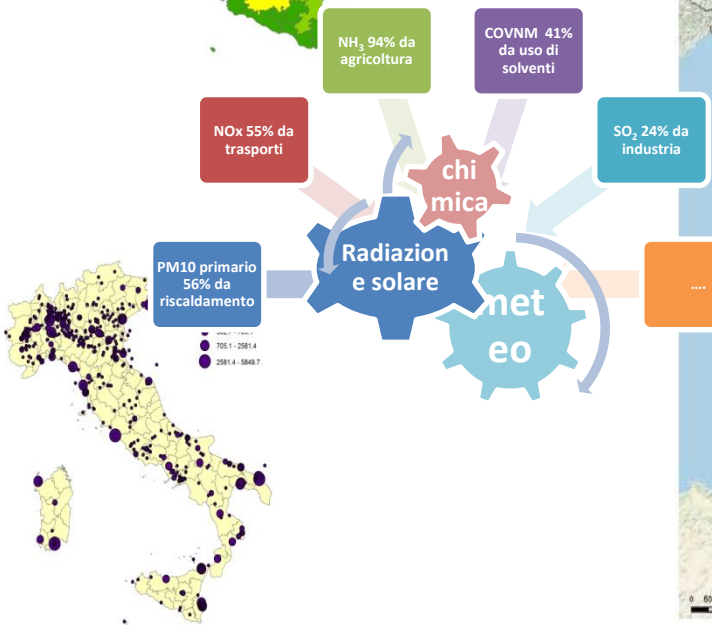 NH₃ 94% da
agricoltura
COVNM 41%
da uso di
solventi
NOx 55% da
trasporti
SO₂ 24% da
industria
chi
mica
Radiazion
e solare
PM10 primario
56% da
riscaldamento
met
eo
....
705.1 - 2581.4
2581.4 - 5849.7
0